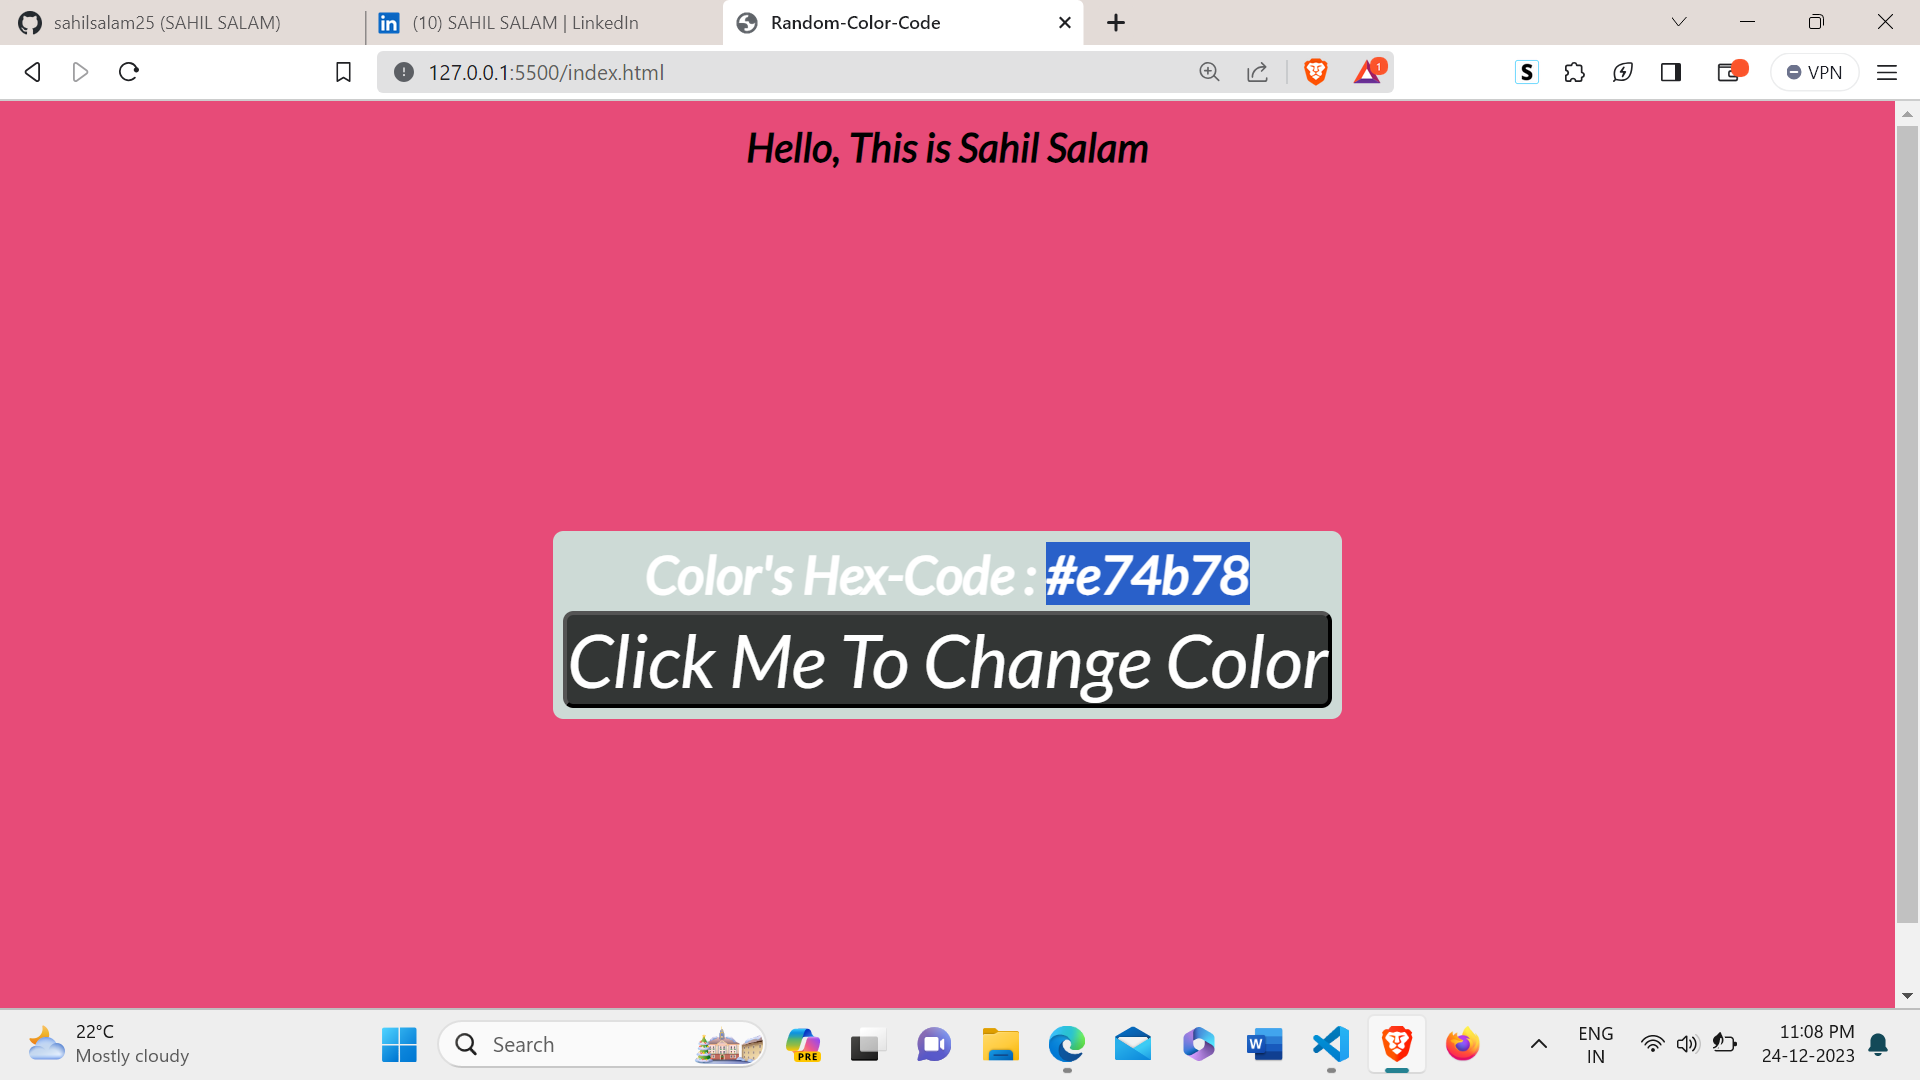 sahilsalam25 (SAHIL SALAM)
in (10) SAHIL SALAM | LinkedIn
Random-Color-Code
127.0.0.1:5500/index.html
1
S
VPN
Hello, This is Sahil Salam
Color's Hex-Code : #e74b78
Click Me To Change Color
22°C
Mostly cloudy
Search
PRE
W
ENG
IN
11:08 PM
24-12-2023